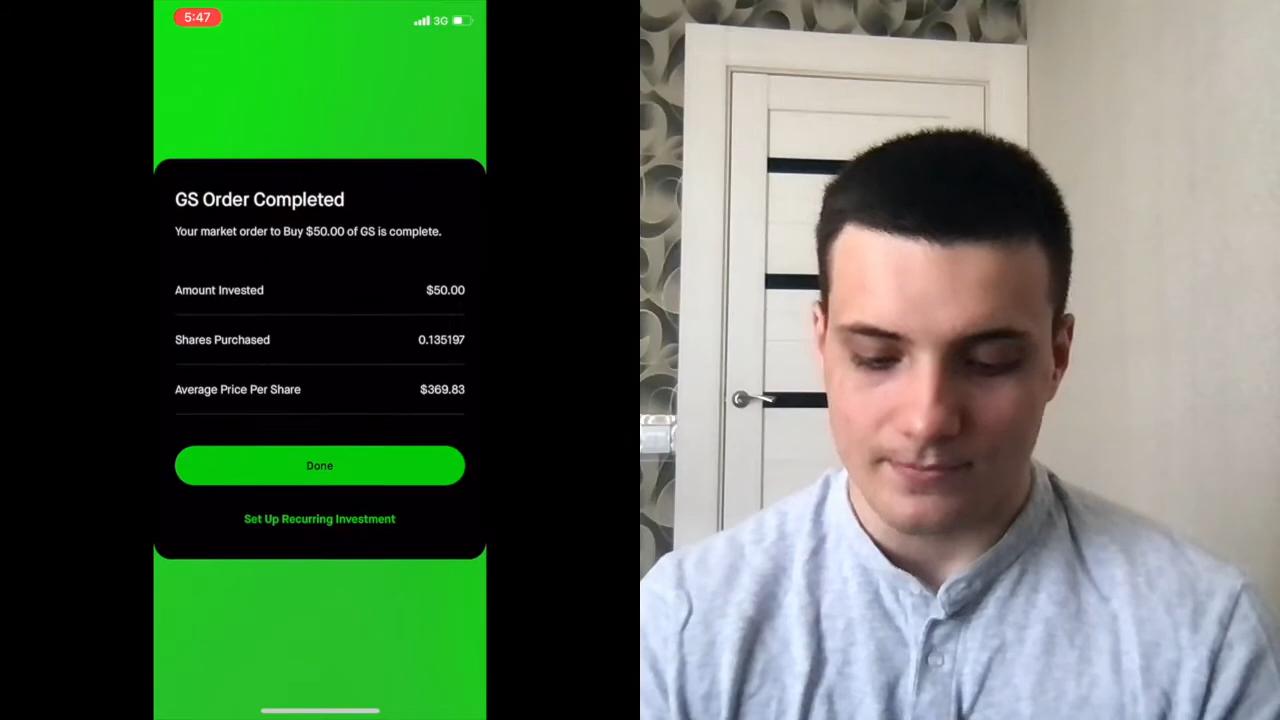 5:47
3G
GS Order Completed
Your market order to Buy $50.00 of GS is complete.
Amount Invested $50.00
Shares Purchased 0.135197
Average Price Per Share $369.83
Done
Set Up Recurring Investment